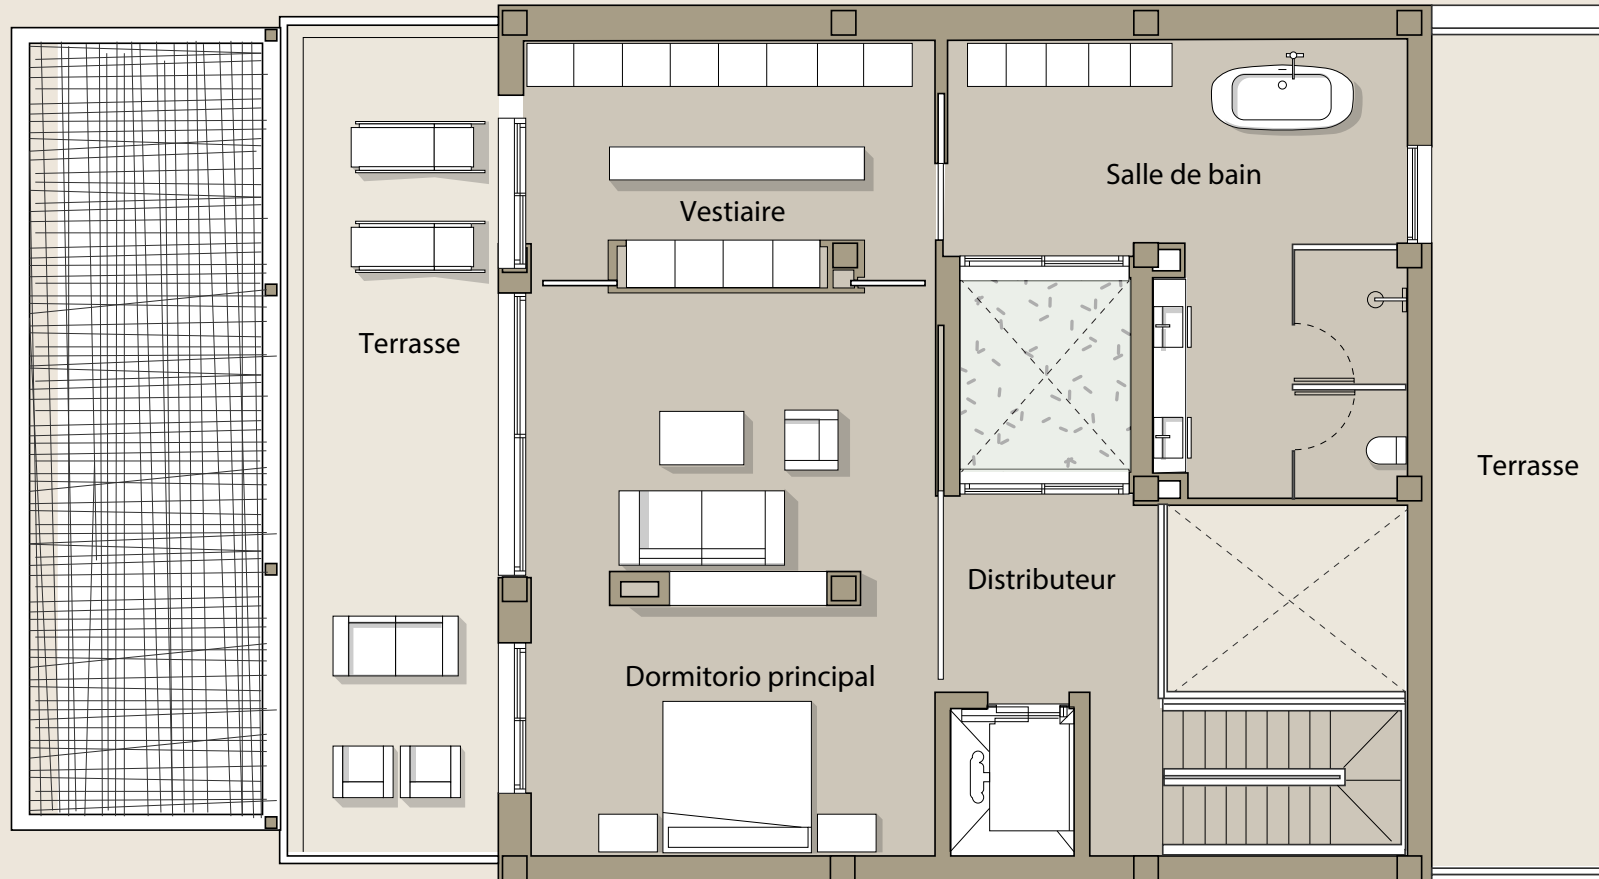 Salle de bain
Vestiaire
Terrasse
Terrasse
Distributeur
Dormitorio principal